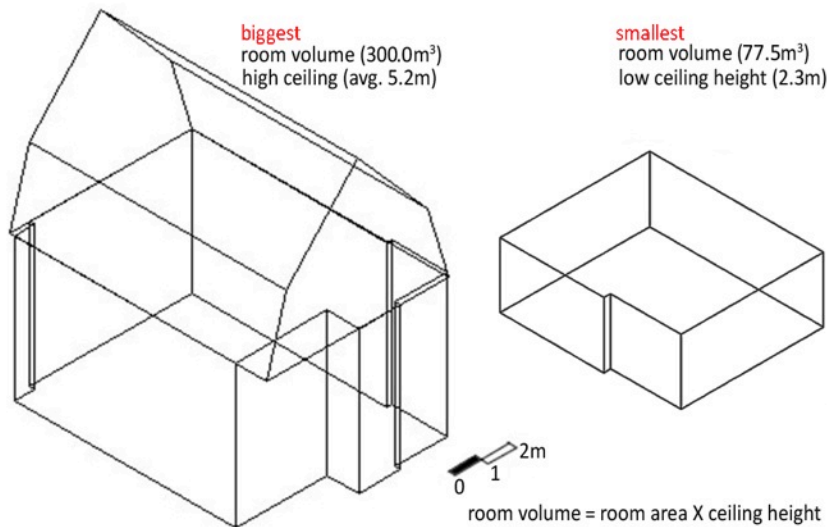 biggest
room volume (300.0m³)
high ceiling (avg. 5.2m)
smallest
room volume (77.5m³)
low ceiling height (2.3m)
2m
1
0
room volume = room area X ceiling height